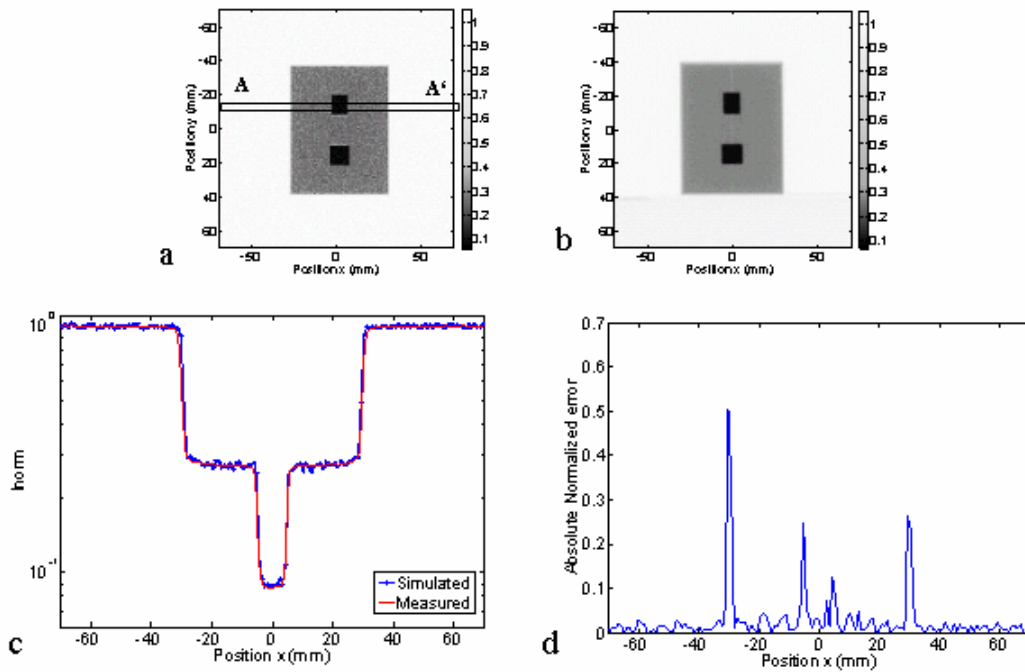 -60
-40
-20
0
20
40
60
-50
0
50
Position y (mm)
Position x (mm)
A
A'
1
0.9
0.8
0.7
0.6
0.5
0.4
0.3
0.2
0.1
a
-60
-40
-20
0
20
40
60
-50
0
50
Position y (mm)
Position x (mm)
1
0.9
0.8
0.7
0.6
0.5
0.4
0.3
0.2
0.1
b
10⁰
10⁻¹
Inorm
-60 -40 -20 0 20 40 60
Position x (mm)
Simulated
Measured
c
0.7
0.6
0.5
0.4
0.3
0.2
0.1
0
Absolute Normalized error
-60 -40 -20 0 20 40 60
Position x (mm)
d